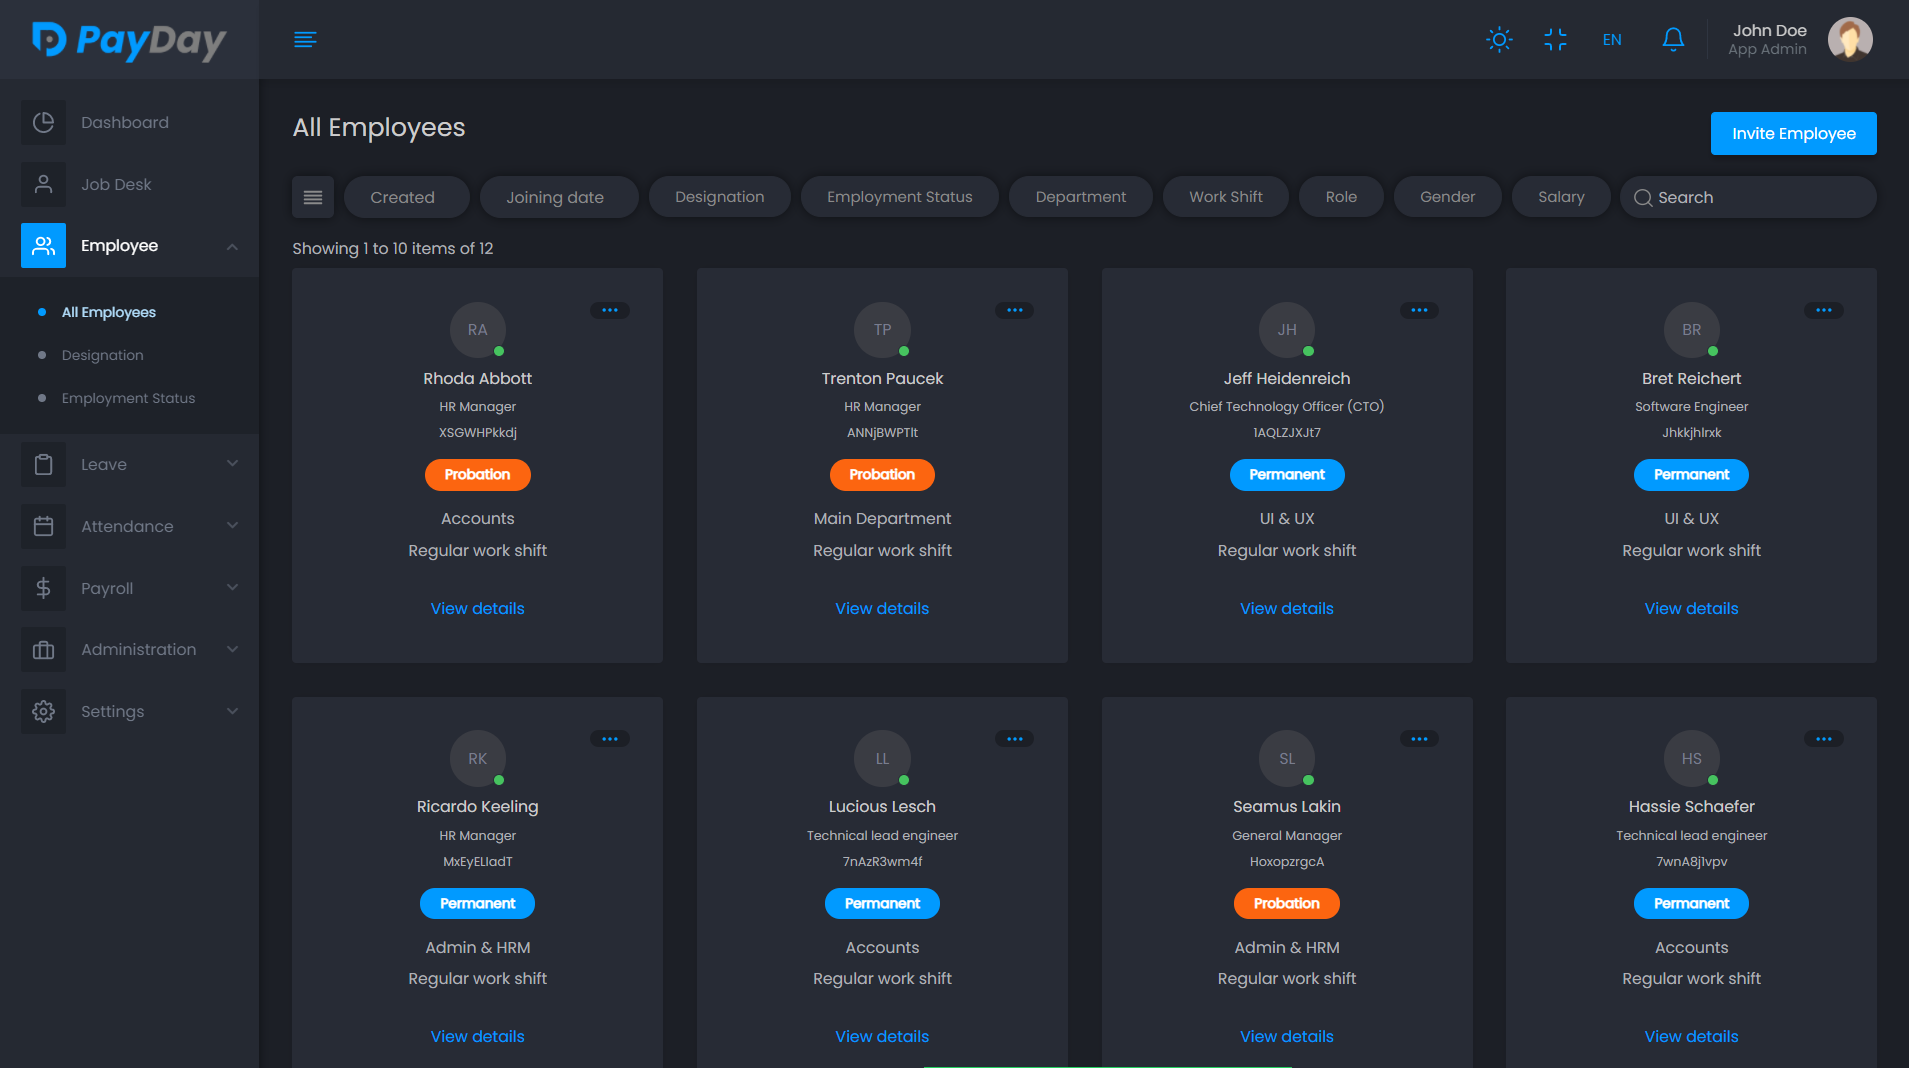 PayDay
EN
John Doe
App Admin
Dashboard
Job Desk
Employee
All Employees
Designation
Employment Status
Leave
Attendance
Payroll
Administration
Settings
All Employees
Invite Employee
Created Joining date Designation Employment Status Department Work Shift Role Gender Salary Search
Showing 1 to 10 items of 12
RA
Rhoda Abbott
HR Manager
XSGWHPkkdj
Probation
Accounts
Regular work shift
View details
TP
Trenton Paucek
HR Manager
ANNjBWPTlt
Probation
Main Department
Regular work shift
View details
JH
Jeff Heidenreich
Chief Technology Officer (CTO)
1AQLZJXJt7
Permanent
UI & UX
Regular work shift
View details
BR
Bret Reichert
Software Engineer
Jhkkjhlrxk
Permanent
UI & UX
Regular work shift
View details
RK
Ricardo Keeling
HR Manager
MxEyELIadT
Permanent
Admin & HRM
Regular work shift
View details
LL
Lucious Lesch
Technical lead engineer
7nAzR3wm4f
Permanent
Accounts
Regular work shift
View details
SL
Seamus Lakin
General Manager
HoxopzrgcA
Probation
Admin & HRM
Regular work shift
View details
HS
Hassie Schaefer
Technical lead engineer
7wnA8j1vpv
Permanent
Accounts
Regular work shift
View details